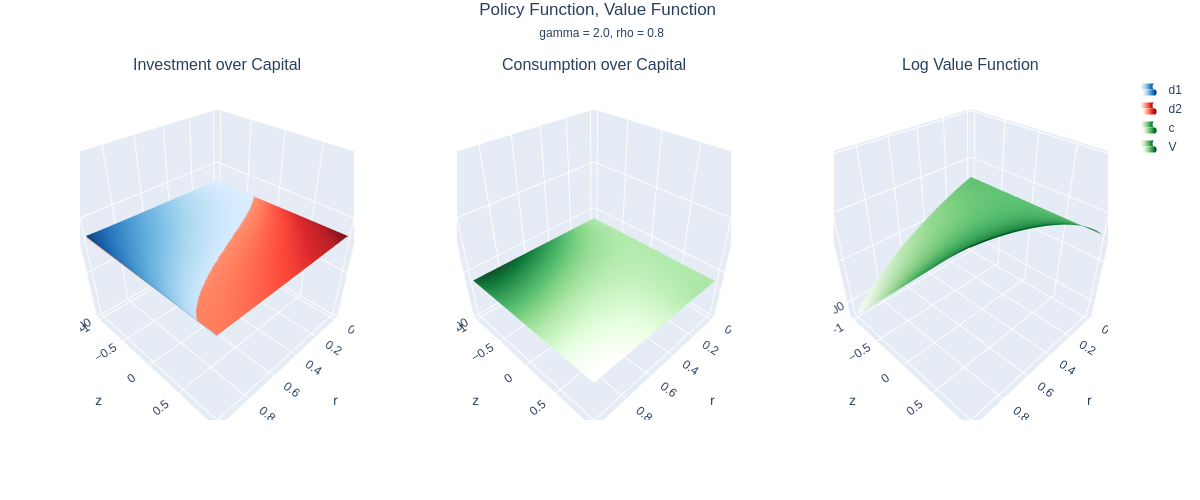 Policy Function, Value Function
gamma = 2.0, rho = 0.8
Investment over Capital
Consumption over Capital
Log Value Function
d1
d2
c
V
−0.5
0
0.5
z
0.2
0.4
0.6
0.8
r
−0.5
0
0.5
z
0.2
0.4
0.6
0.8
r
−1
−0.5
0
0.5
z
0
0.2
0.4
0.6
0.8
r